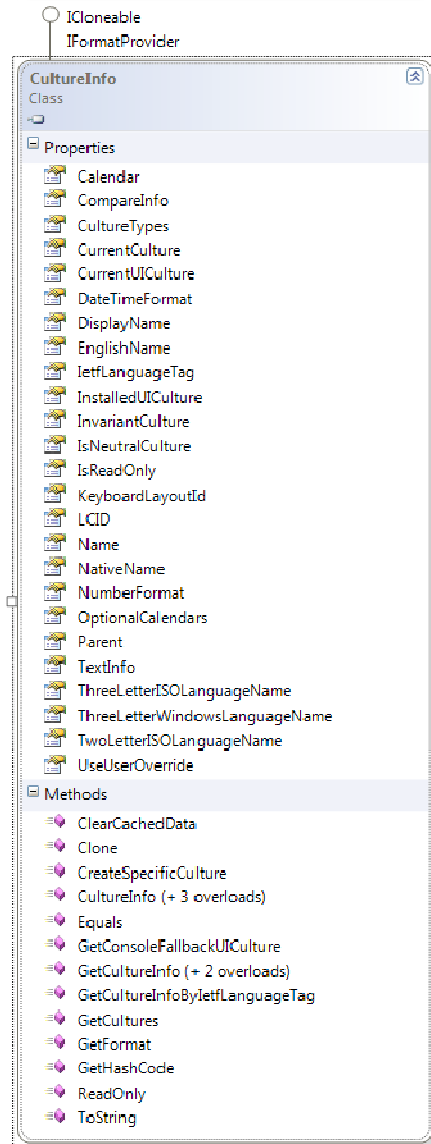 ICloneable
IFormatProvider
CultureInfo
Class
Properties
Calendar
CompareInfo
CultureTypes
CurrentCulture
CurrentUICulture
DateTimeFormat
DisplayName
EnglishName
IetfLanguageTag
InstalledUICulture
InvariantCulture
IsNeutralCulture
IsReadOnly
KeyboardLayoutId
LCID
Name
NativeName
NumberFormat
OptionalCalendars
Parent
TextInfo
ThreeLetterISOLanguageName
ThreeLetterWindowsLanguageName
TwoLetterISOLanguageName
UseUserOverride
Methods
ClearCachedData
Clone
CreateSpecificCulture
CultureInfo (+ 3 overloads)
Equals
GetConsoleFallbackUICulture
GetCultureInfo (+ 2 overloads)
GetCultureInfoByIetfLanguageTag
GetCultures
GetFormat
GetHashCode
ReadOnly
ToString